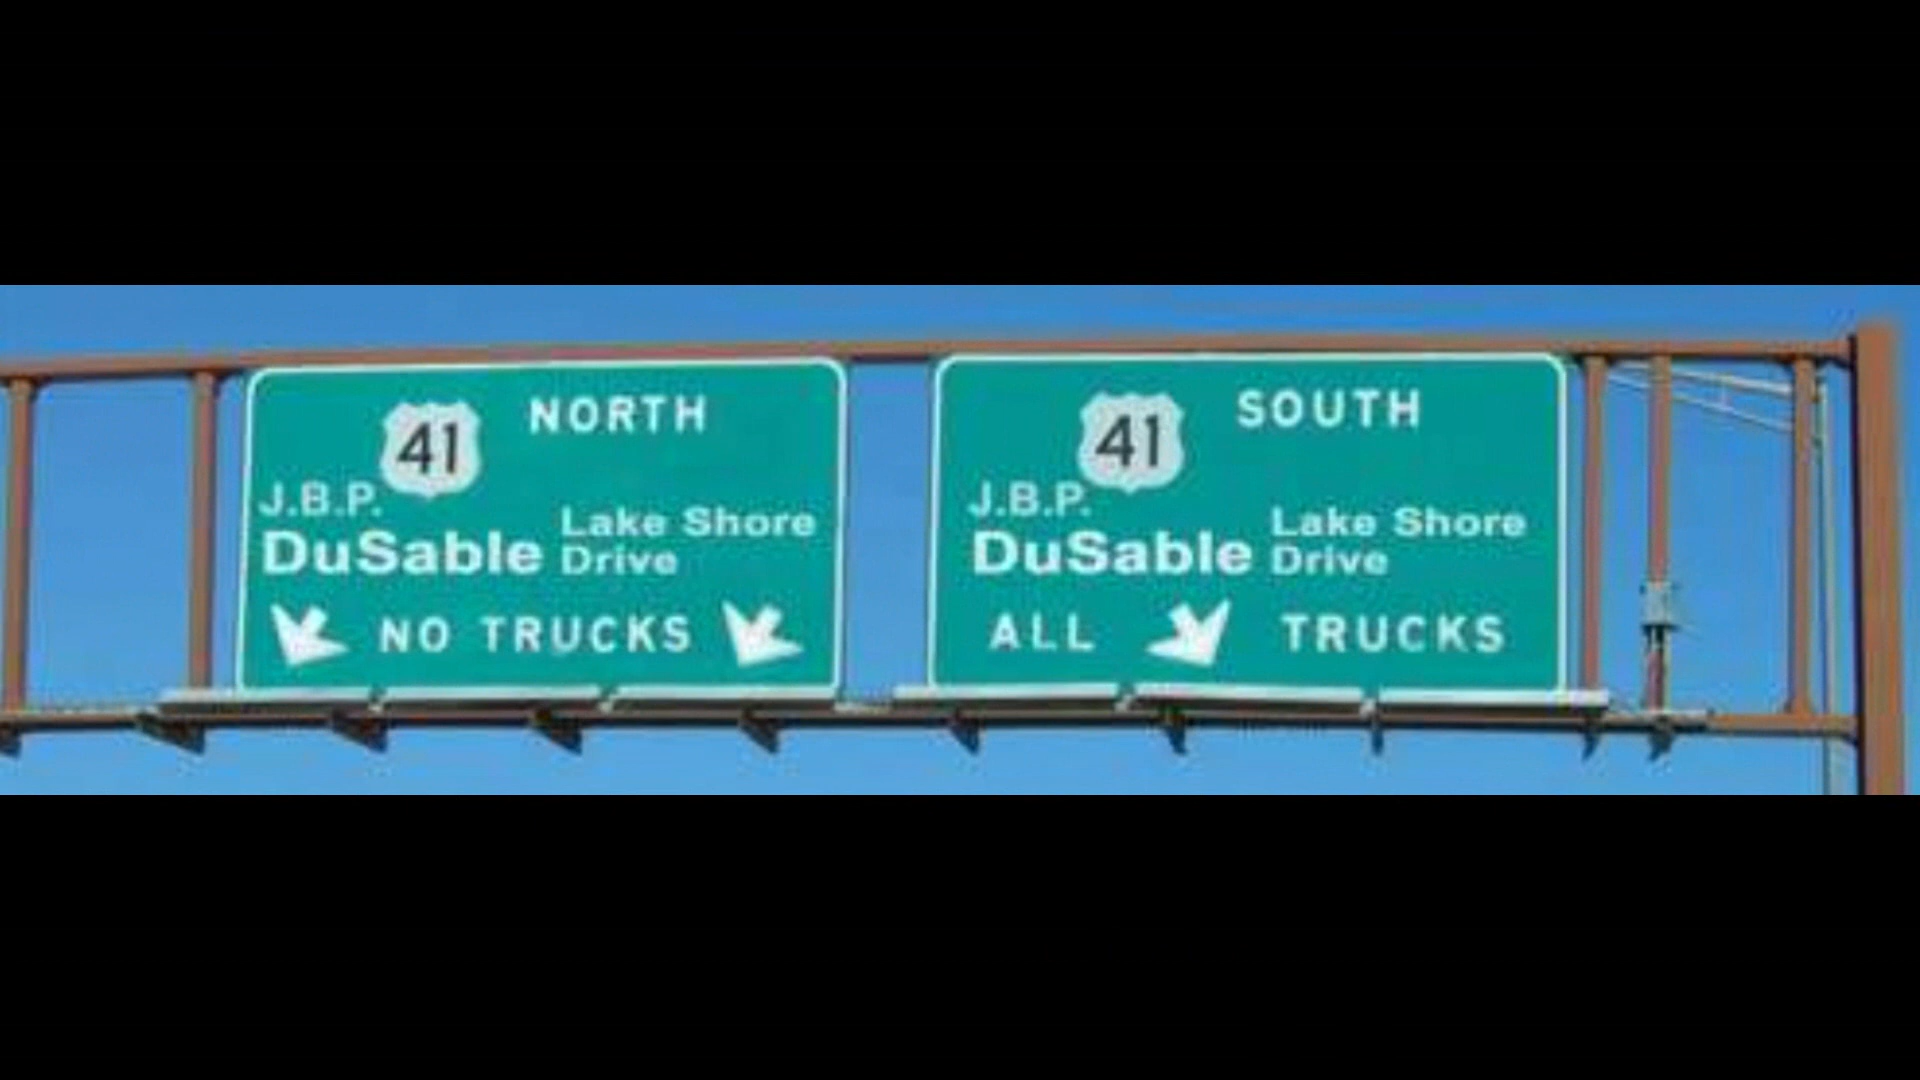 41 NORTH
J.B.P.
DuSable Lake Shore
Drive
NO TRUCKS
41 SOUTH
J.B.P.
DuSable Lake Shore
Drive
ALL TRUCKS